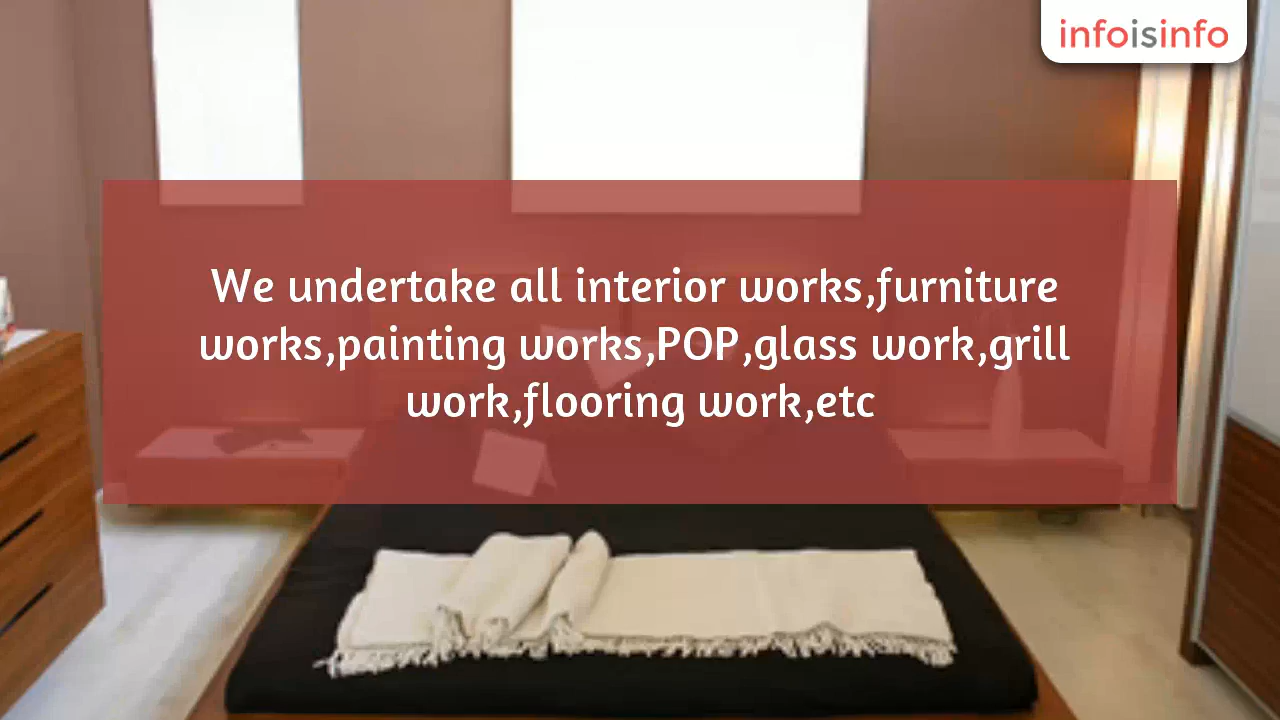 infoisinfo
We undertake all interior works,furniture
works,painting works,POP,glass work,grill
work,flooring work,etc